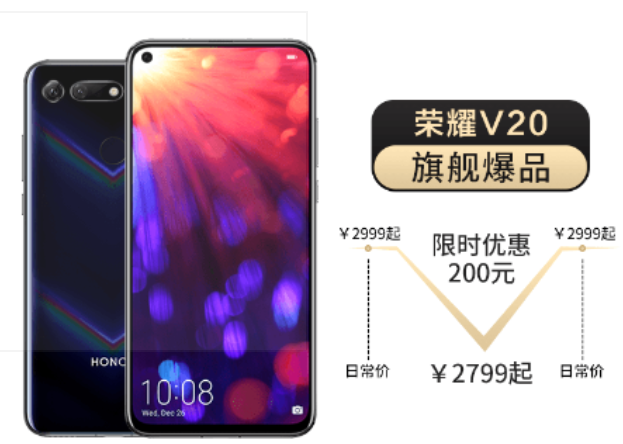 HONO
10:08
Wed, Dec 26
荣耀V20
旗舰爆品
¥2999起
限时优惠
200元
¥2999起
日常价
¥2799起
日常价